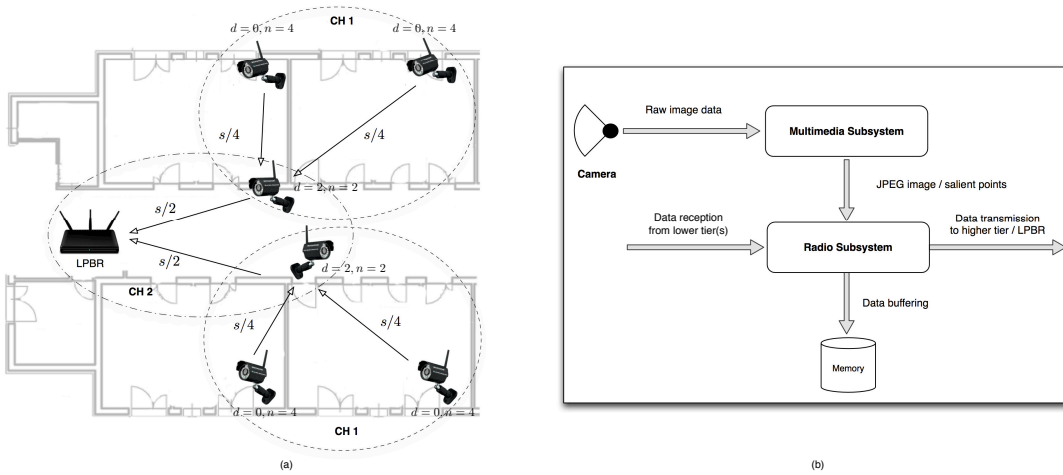 CH 1
d = 0, n = 4
d = 0, n = 4
s/4
s/4
d = 2, n = 2
s/2
LPBR
s/2
d = 2, n = 2
CH 2
s/4
s/4
d = 0, n = 4
d = 0, n = 4
CH 1
(a)
Raw image data
Multimedia Subsystem
Camera
JPEG image / salient points
Data reception
from lower tier(s)
Radio Subsystem
Data transmission
to higher tier / LPBR
Data buffering
Memory
(b)